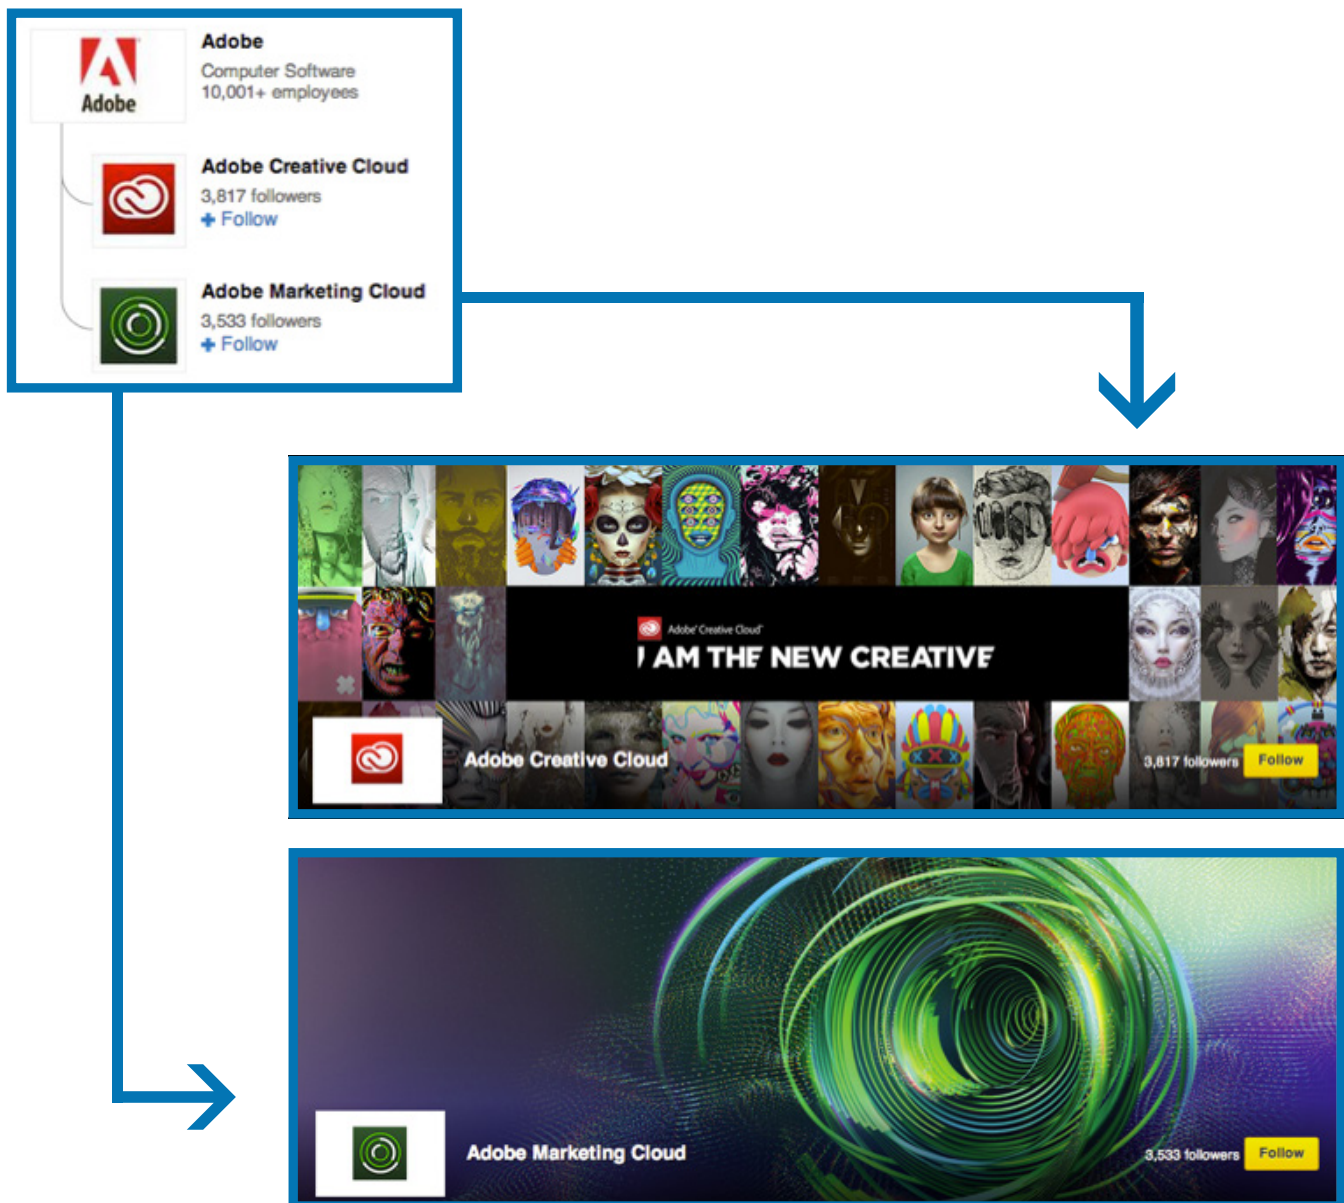 Adobe
Adobe
Computer Software
10,001+ employees
Adobe Creative Cloud
3,817 followers
+ Follow
Adobe Marketing Cloud
3,533 followers
+ Follow
Adobe® Creative Cloud™
I AM THE NEW CREATIVE
Adobe Creative Cloud
3,817 followers
Follow
Adobe Marketing Cloud
3,533 followers
Follow